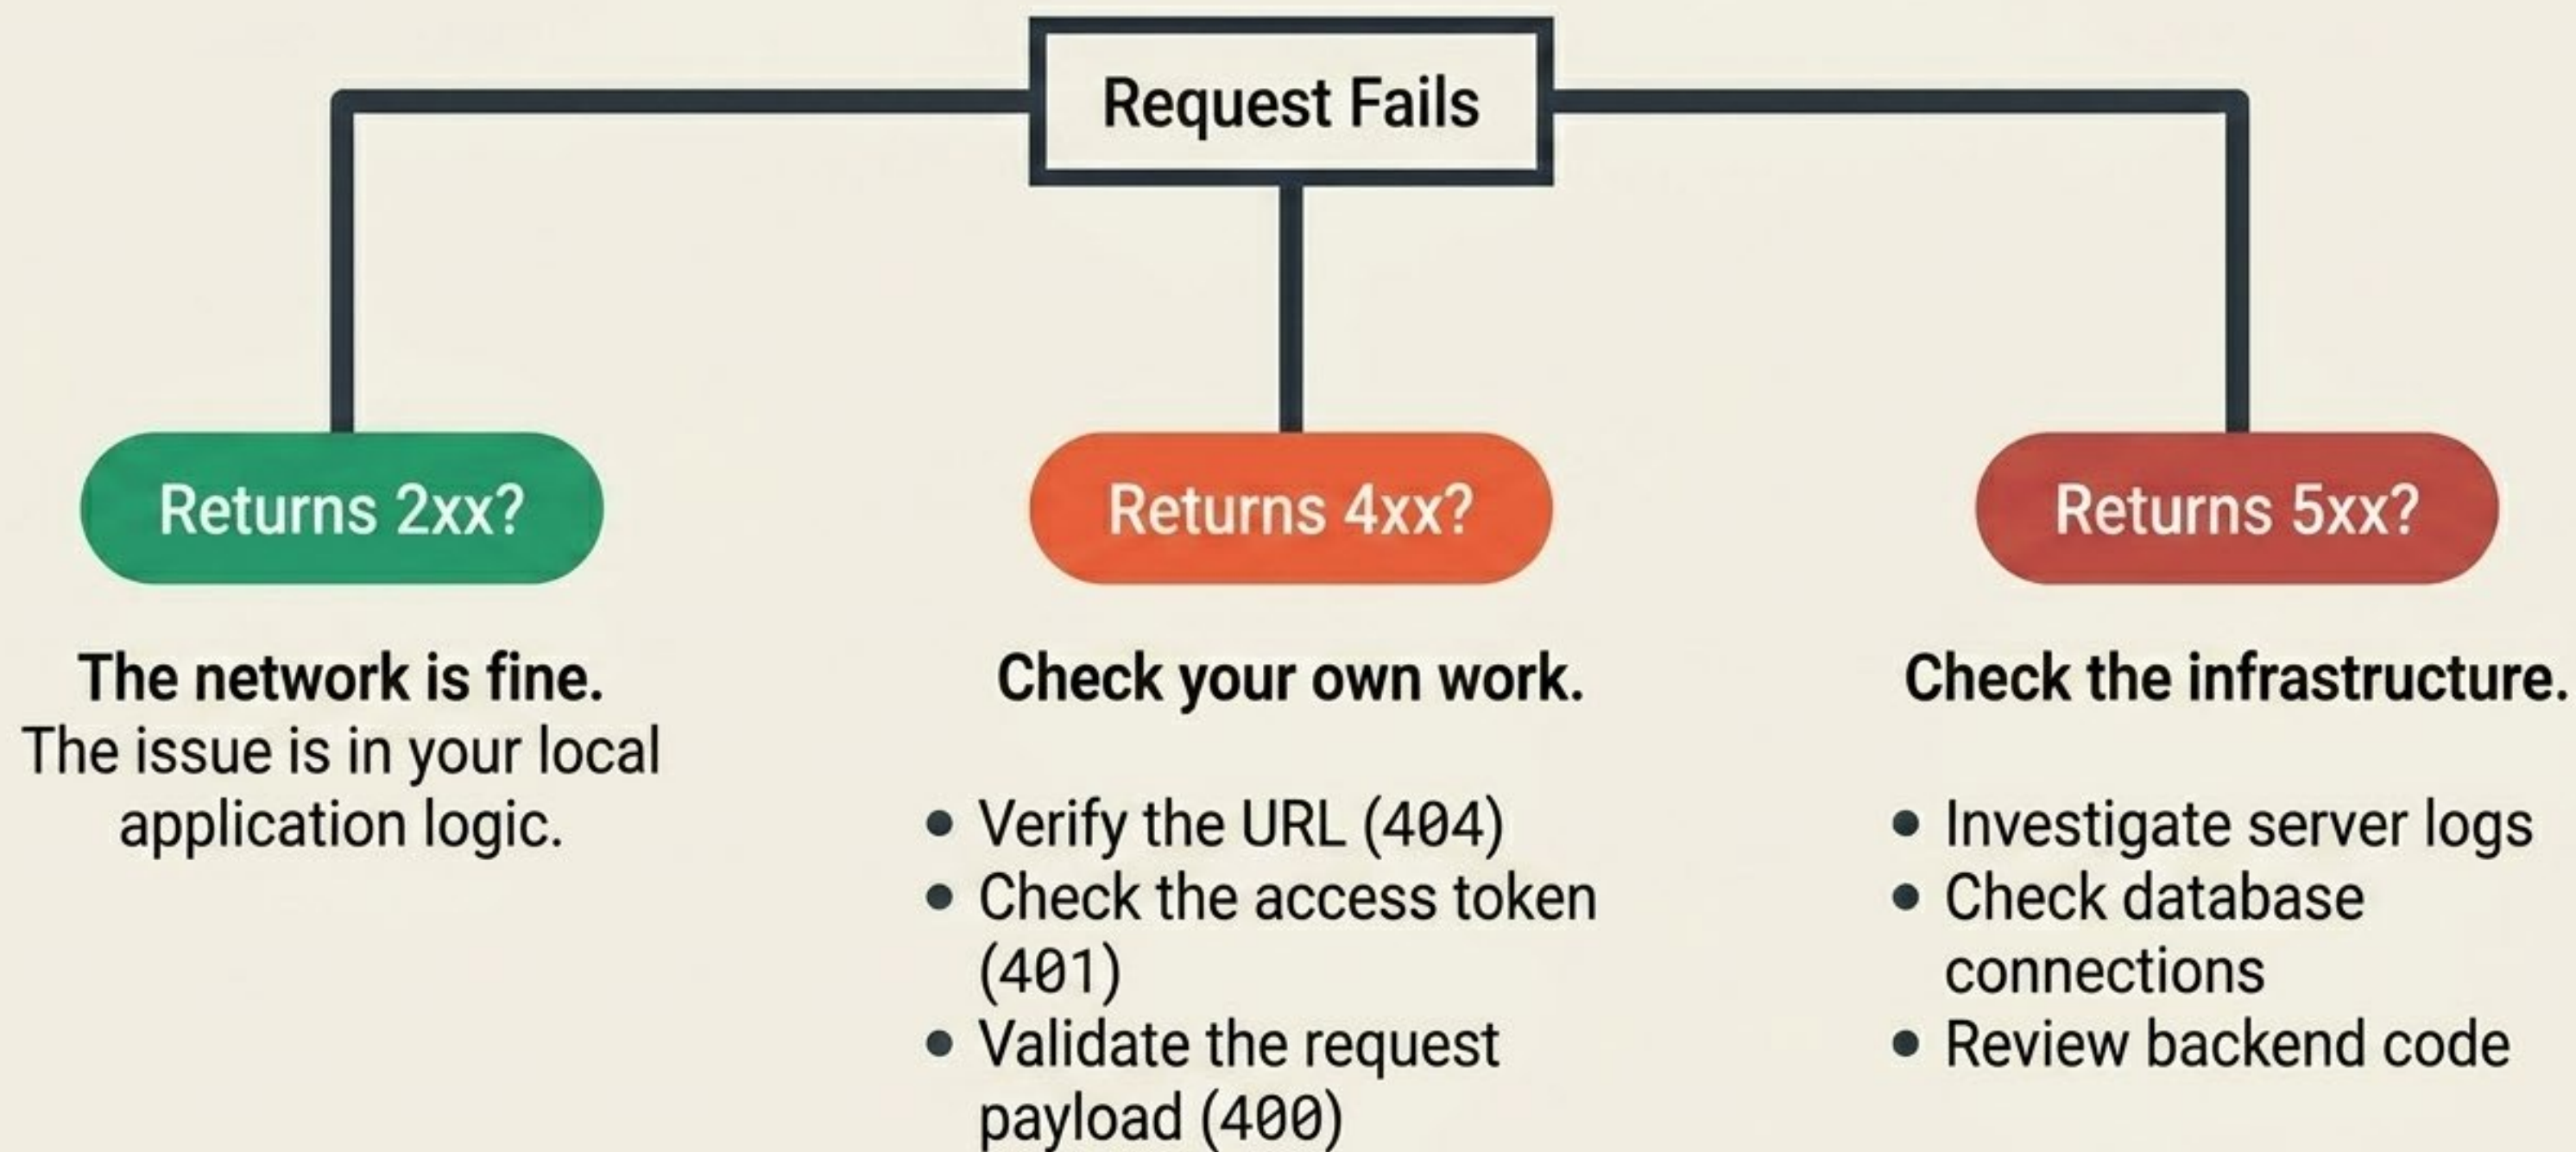 Request Fails
Returns 2xx?
The network is fine.
The issue is in your local
application logic.
Returns 4xx?
Check your own work.
• Verify the URL (404)
• Check the access token
(401)
• Validate the request
payload (400)
Returns 5xx?
Check the infrastructure.
• Investigate server logs
• Check database
connections
• Review backend code